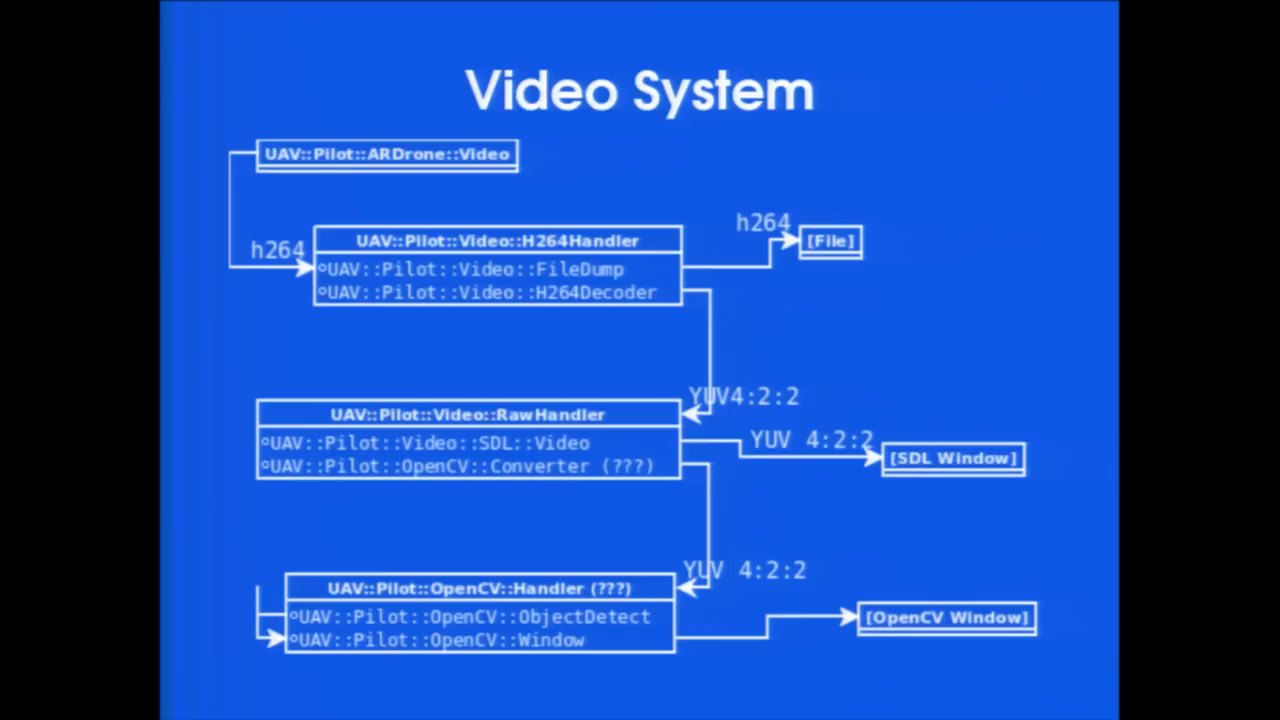 Video System
UAV::Pilot::ARDrone::Video
h264
h264
UAV::Pilot::Video::H264Handler
[File]
UAV::Pilot::Video::FileDump
UAV::Pilot::Video::H264Decoder
YUV4:2:2
UAV::Pilot::Video::RawHandler
YUV 4:2:2
UAV::Pilot::Video::SDL::Video
[SDL Window]
UAV::Pilot::OpenCV::Converter (???)
YUV 4:2:2
UAV::Pilot::OpenCV::Handler (???)
UAV::Pilot::OpenCV::ObjectDetect
[OpenCV Window]
UAV::Pilot::OpenCV::Window